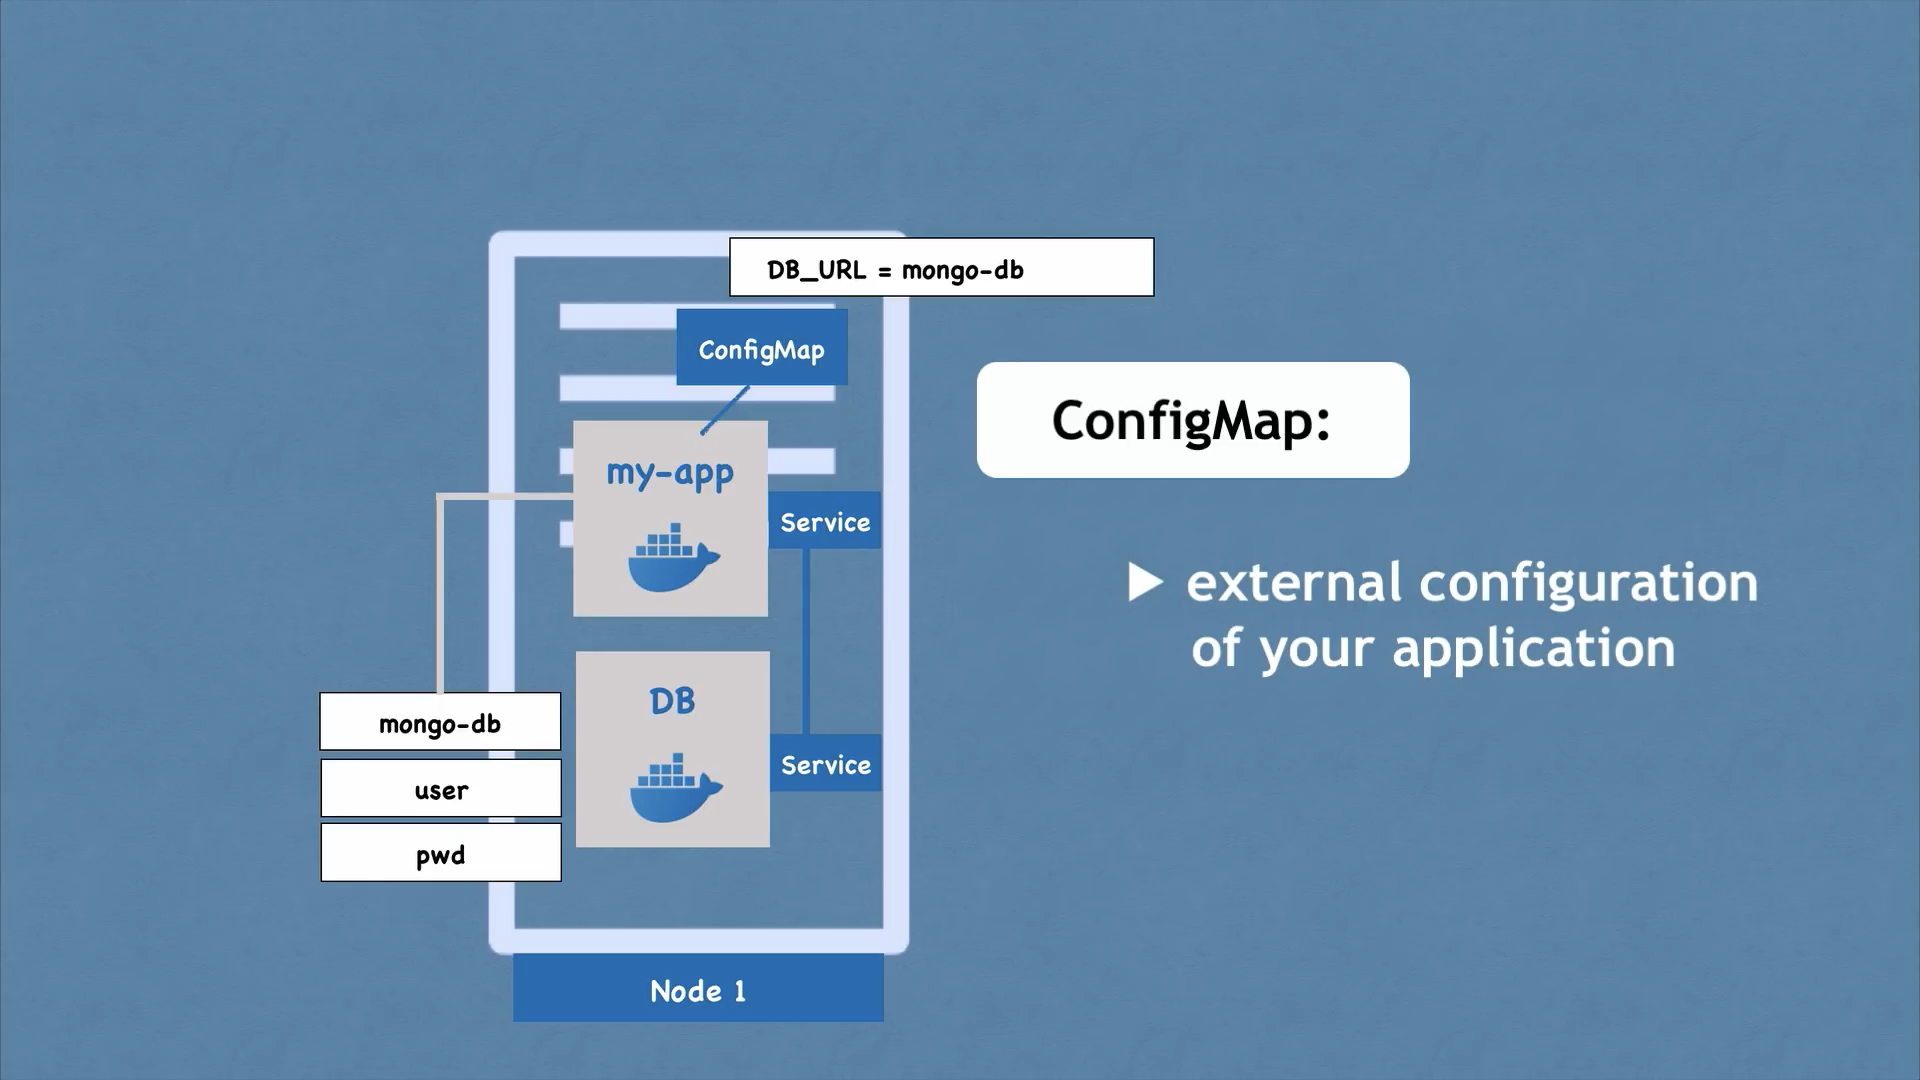 DB_URL = mongo-db
ConfigMap
ConfigMap:
my-app
Service
external configuration
of your application
DB
mongo-db
Service
user
pwd
Node 1